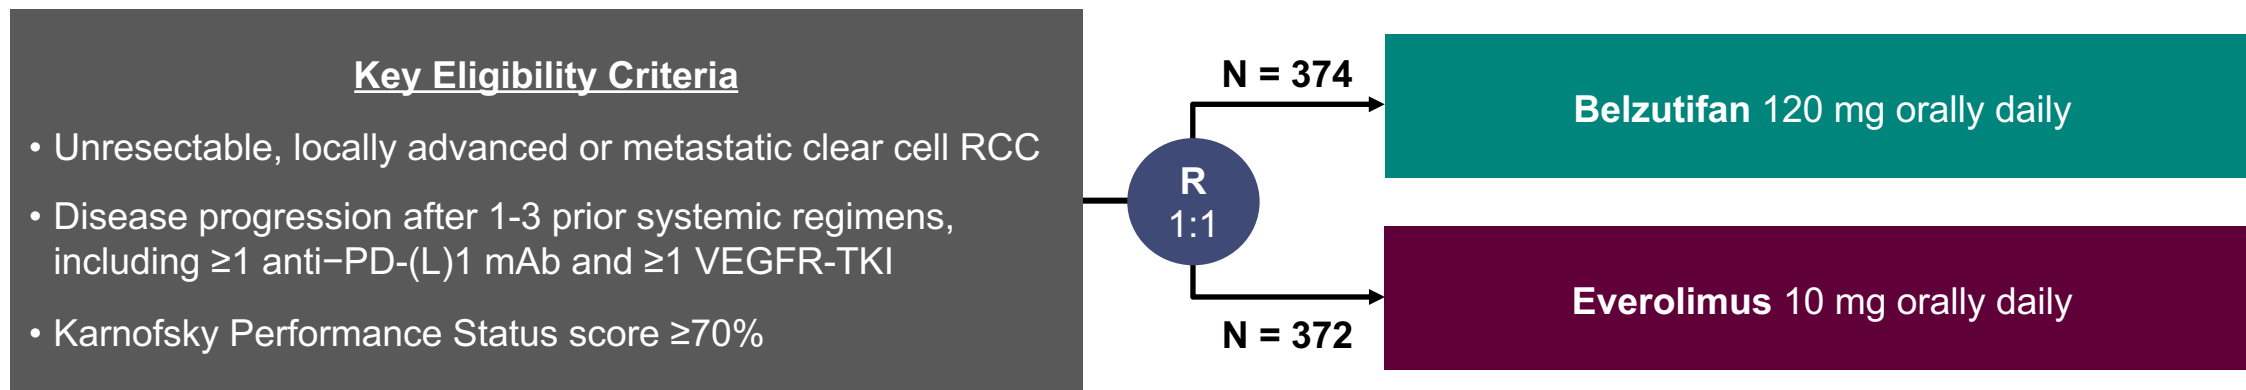 Key Eligibility Criteria
• Unresectable, locally advanced or metastatic clear cell RCC
• Disease progression after 1-3 prior systemic regimens,
including ≥1 anti−PD-(L)1 mAb and ≥1 VEGFR-TKI
• Karnofsky Performance Status score ≥70%
R
1:1
N = 374
Belzutifan 120 mg orally daily
N = 372
Everolimus 10 mg orally daily